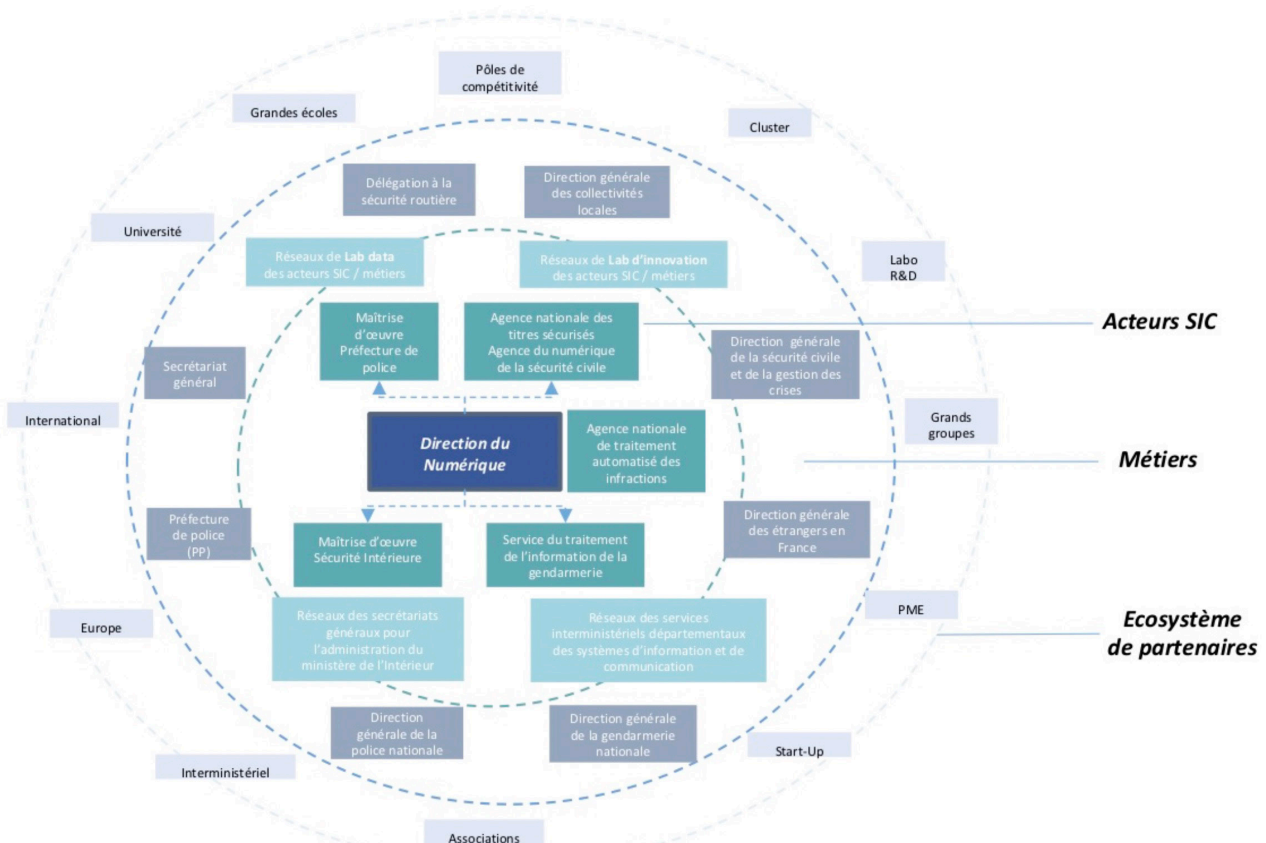 Pôles de
compétitivité
Grandes écoles
Cluster
Délégation à la
sécurité routière
Direction générale
des collectivités
locales
Université
Réseaux de Lab data
des acteurs SIC / métiers
Réseaux de Lab d'innovation
des acteurs SIC / métiers
Labo
R&D
Maîtrise
d'œuvre
Préfecture de
police
Agence nationale des
titres sécurisés
Agence du numérique
de la sécurité civile
Acteurs SIC
Secrétariat
général
Direction générale
de la sécurité civile
et de la gestion des
crises
International
Direction du
Numérique
Agence nationale
de traitement
automatisé des
infractions
Grands
groupes
Métiers
Préfecture
de police
(PP)
Maîtrise d'œuvre
Sécurité Intérieure
Service du traitement
de l'information de la
gendarmerie
Direction générale
des étrangers en
France
Europe
Réseaux des secrétariats
généraux pour
l'administration du
ministère de l'Intérieur
Réseaux des services
interministériels départementaux
des systèmes d'information et de
communication
PME
Ecosystème
de partenaires
Direction
générale de la
police nationale
Direction générale
de la gendarmerie
nationale
Interministériel
Start-Up
Associations